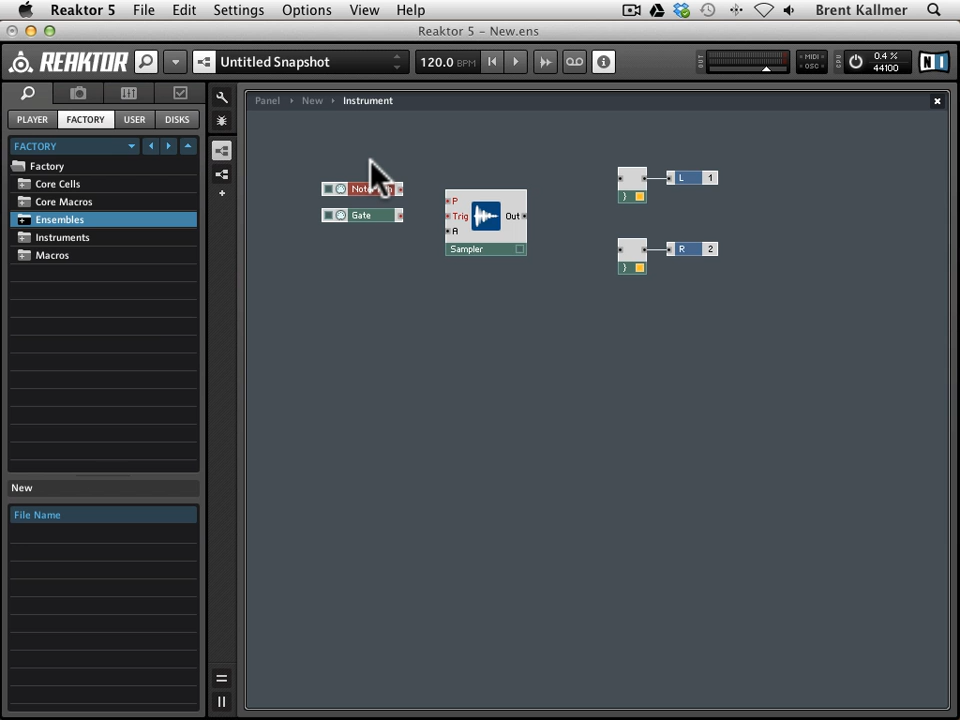 Reaktor 5 File Edit Settings Options View Help Brent Kallmer
Reaktor 5 - New.ens
REAKTOR Untitled Snapshot 120.0 BPM MIDI OSC 0.4 % 44100
PLAYER FACTORY USER DISKS
Panel New Instrument
FACTORY
Factory
Core Cells
Core Macros
Ensembles
Instruments
Macros
New
File Name
Gate
P
Trig Out
A
Sampler
L 1
R 2